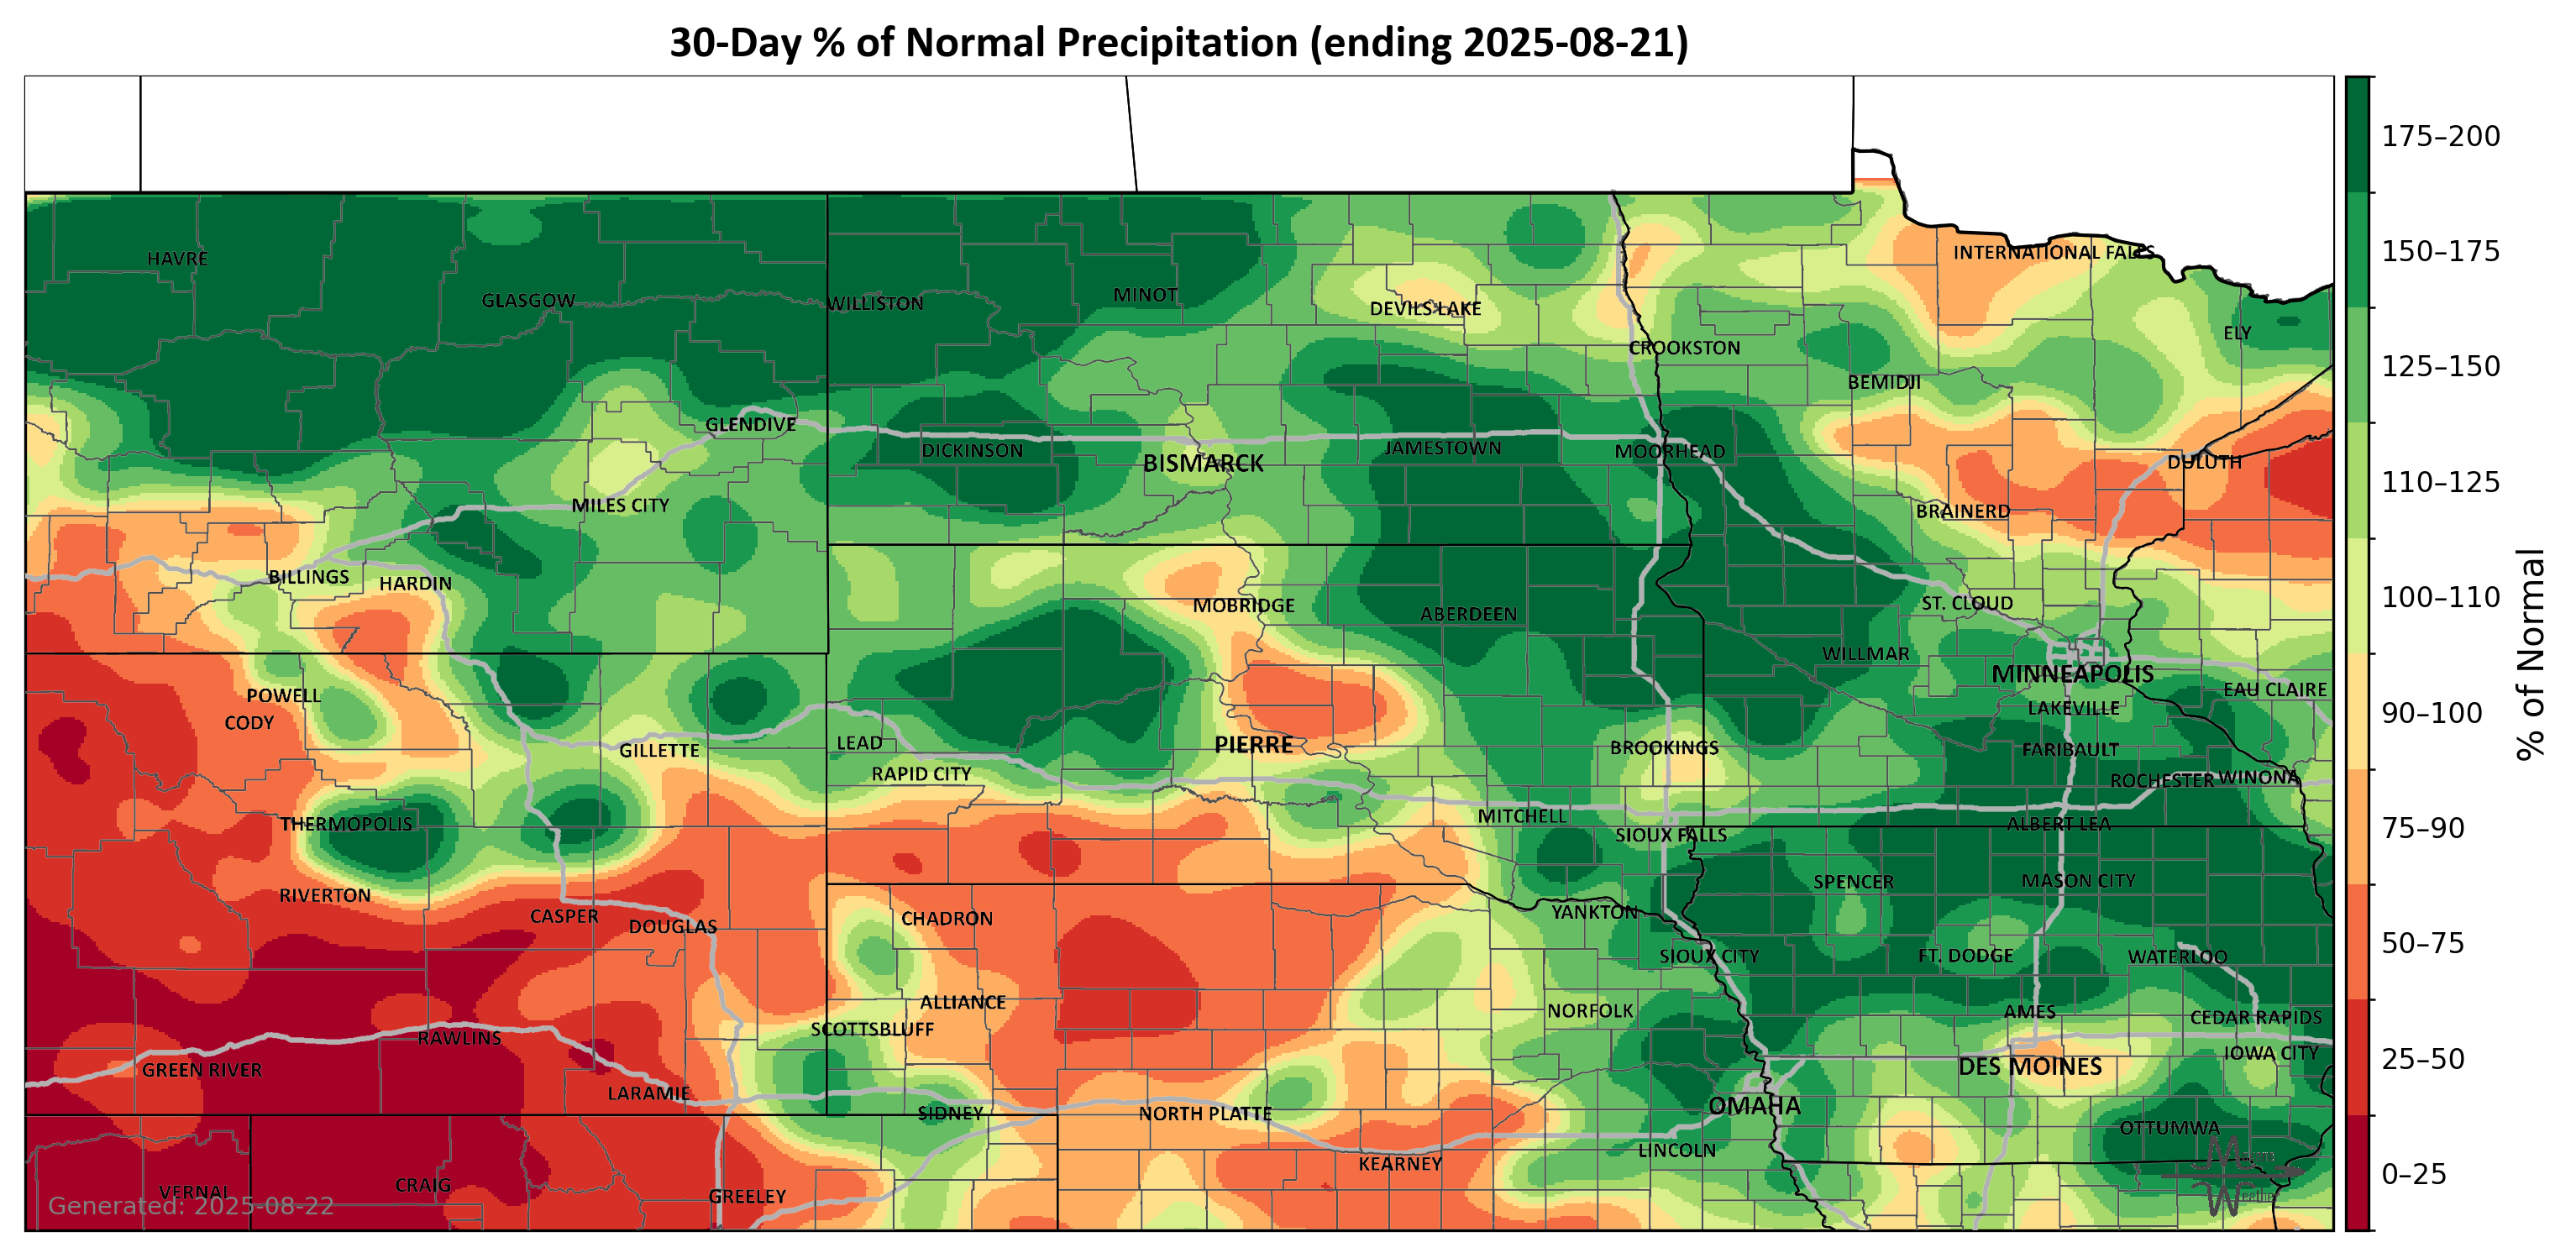 30-Day % of Normal Precipitation (ending 2025-08-21)
175–200
INTERNATIONAL FALLS
HAVRE
150–175
MINOT
GLASGOW
WILLISTON
DEVILS LAKE
ELY
CROOKSTON
125–150
BEMIDJI
GLENDIVE
DICKINSON
JAMESTOWN
MOORHEAD
BISMARCK
DULUTH
110–125
MILES CITY
BRAINERD
BILLINGS
HARDIN
100–110
MOBRIDGE
ST. CLOUD
ABERDEEN
WILLMAR
MINNEAPOLIS
% of Normal
POWELL
EAU CLAIRE
LAKEVILLE
90–100
CODY
LEAD
PIERRE
BROOKINGS
FARIBAULT
GILLETTE
RAPID CITY
ROCHESTER
WINONA
MITCHELL
THERMOPOLIS
ALBERT LEA
75–90
SIOUX FALLS
SPENCER
MASON CITY
RIVERTON
YANKTON
CASPER
CHADRON
DOUGLAS
50–75
SIOUX CITY
FT. DODGE
WATERLOO
ALLIANCE
NORFOLK
AMES
CEDAR RAPIDS
SCOTTSBLUFF
RAWLINS
IOWA CITY
25–50
GREEN RIVER
DES MOINES
LARAMIE
OMAHA
SIDNEY
NORTH PLATTE
OTTUMWA
LINCOLN
KEARNEY
0–25
VERNAL
CRAIG
GREELEY
Generated: 2025-08-22